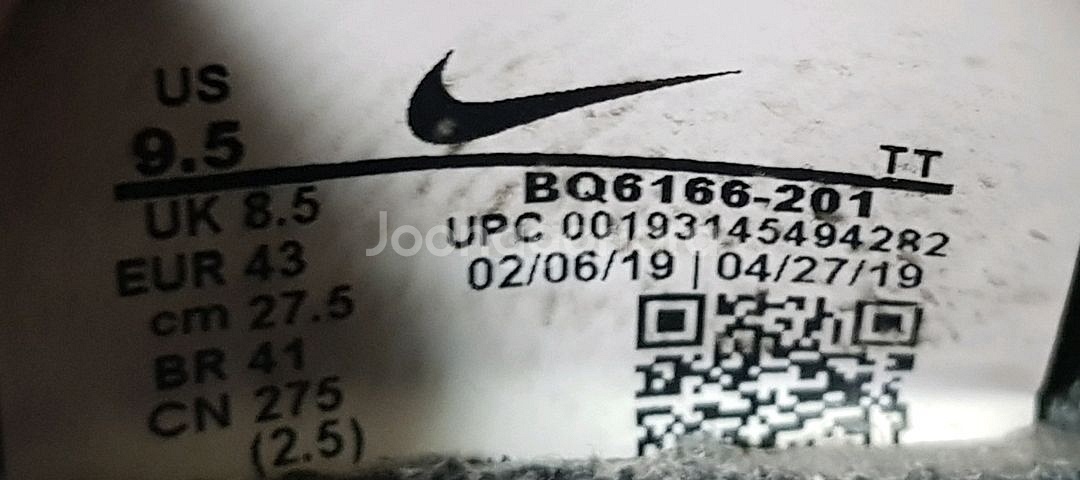 US
9.5
TT
BQ6166-201
UK 8.5
UPC 00193145494282
EUR 43
02/06/19 | 04/27/19
cm 27.5
BR 41
CN 275
(2.5)